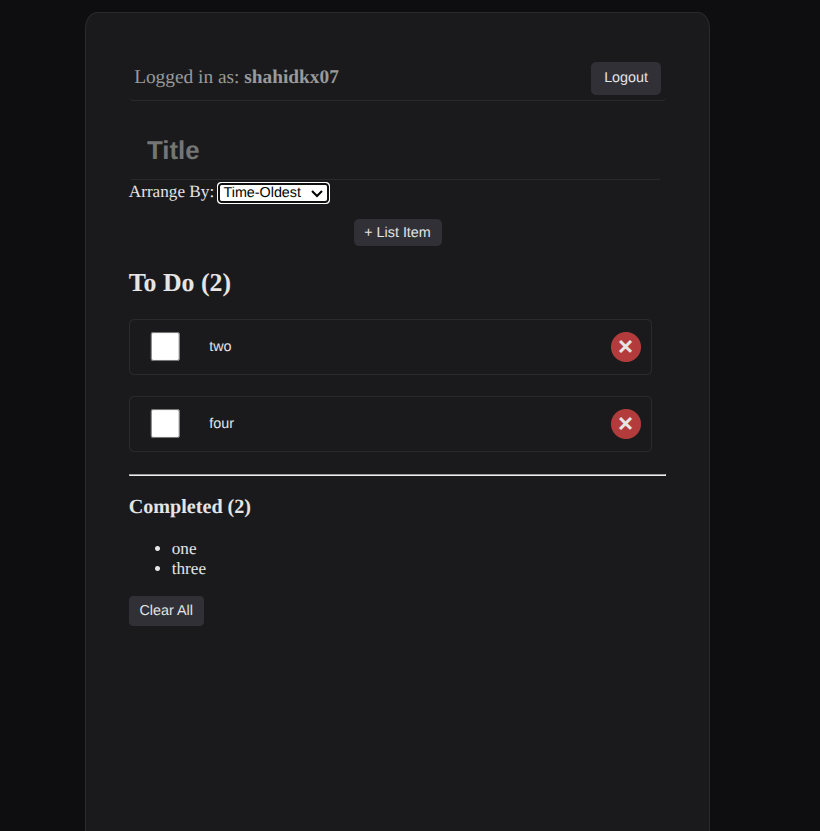 Logged in as: shahidkx07
Logout
Title
Arrange By: Time-Oldest
+ List Item
To Do (2)
two
four
Completed (2)
one
three
Clear All